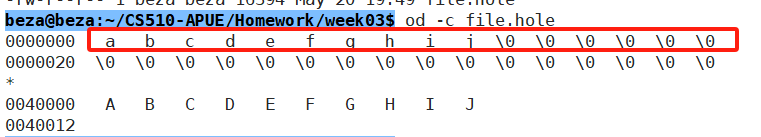 -rw-r--r-- 1 beza beza 16394 May 20 19:49 file.hole
beza@beza:~/CS510-APUE/Homework/week03$ od -c file.hole
0000000 a b c d e f g h i j \0 \0 \0 \0 \0 \0
0000020 \0 \0 \0 \0 \0 \0 \0 \0 \0 \0 \0 \0 \0 \0 \0 \0
*
0040000 A B C D E F G H I J
0040012